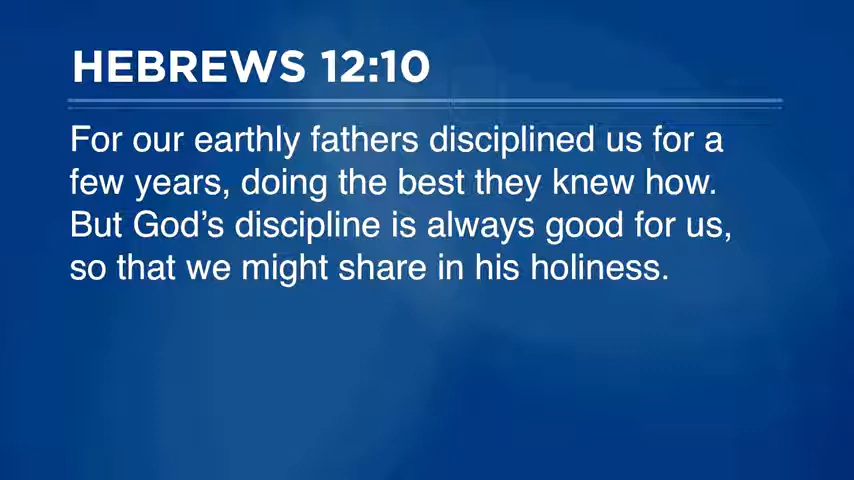 HEBREWS 12:10
For our earthly fathers disciplined us for a
few years, doing the best they knew how.
But God’s discipline is always good for us,
so that we might share in his holiness.